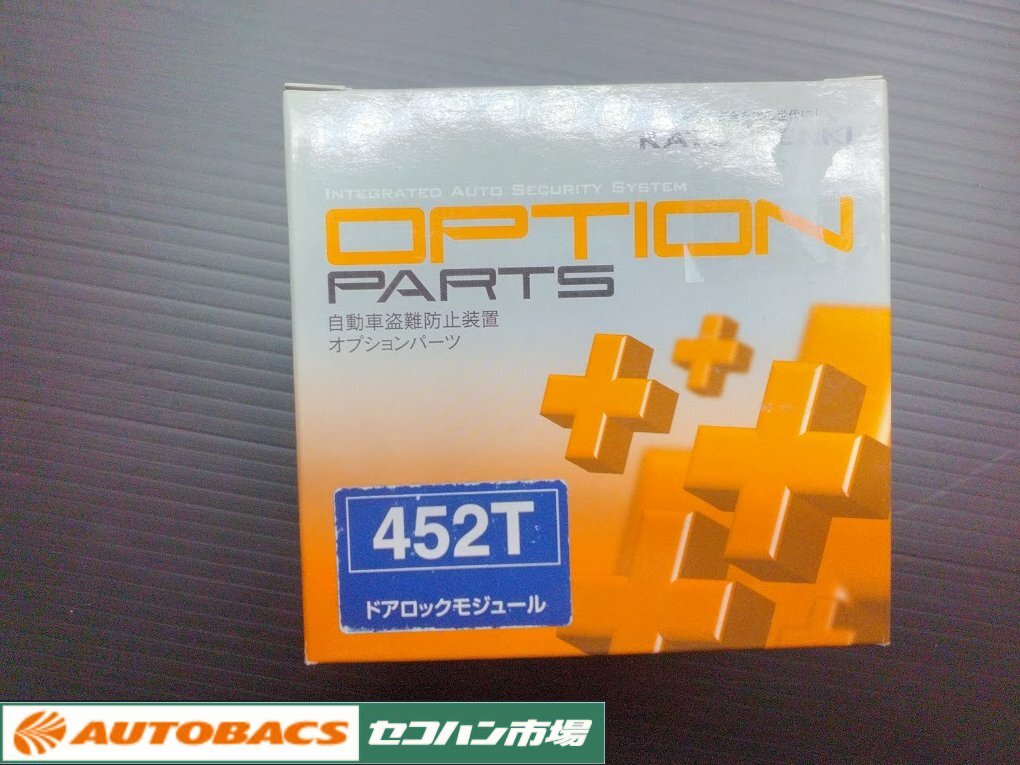 INTEGRATED AUTO SECURITY SYSTEM
OPTION
PARTS
自動車盗難防止装置
オプションパーツ
452T
ドアロックモジュール
AUTOBACS セコハン市場